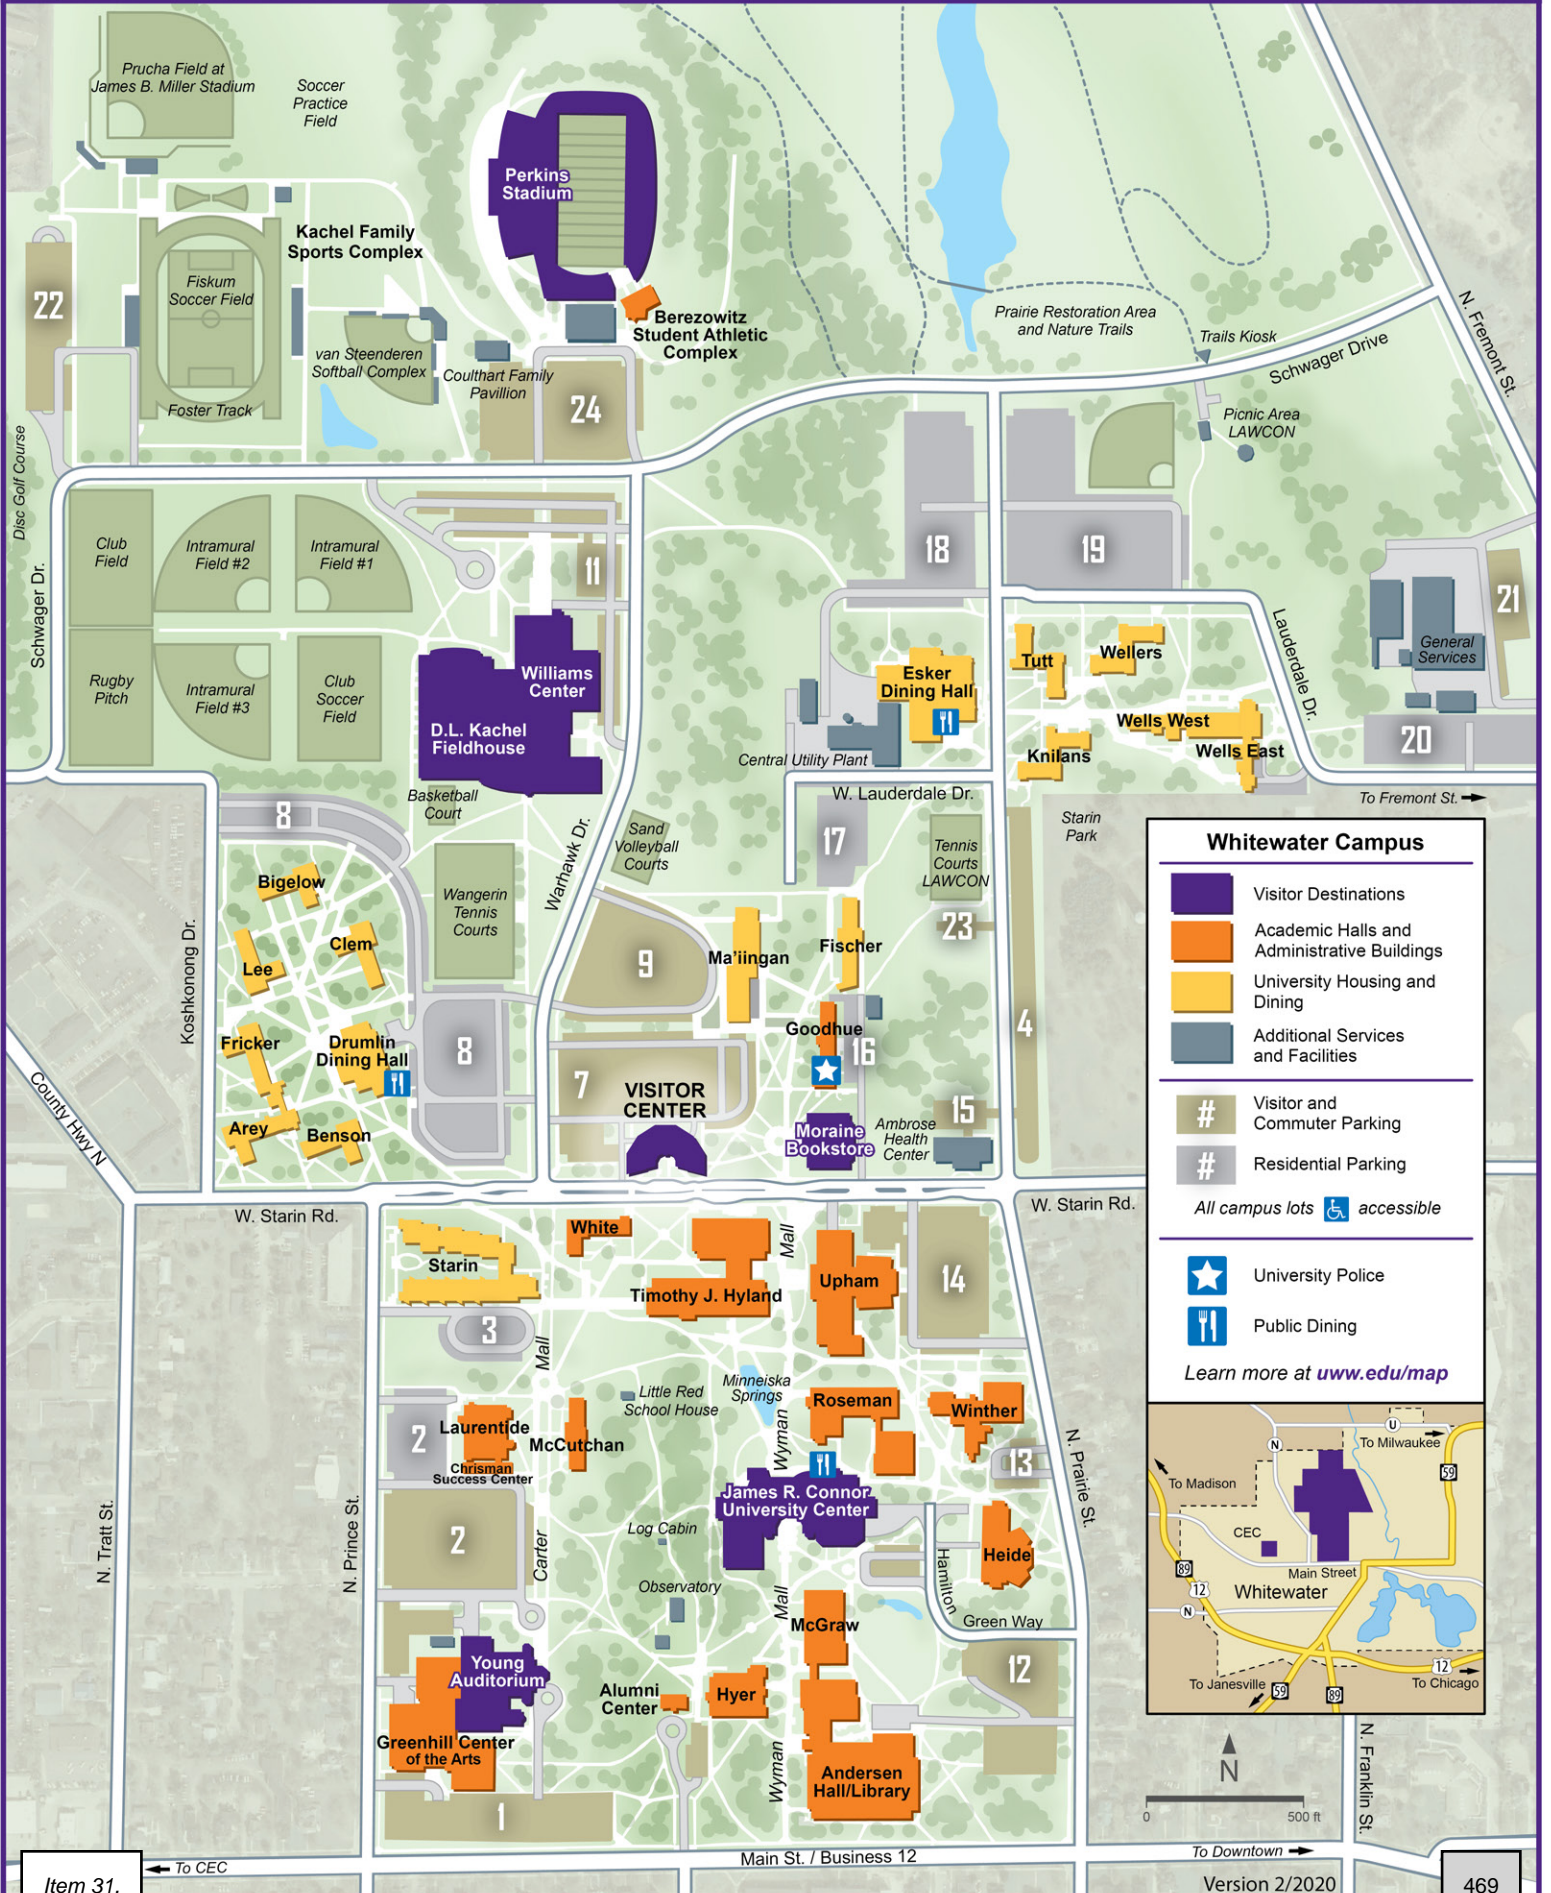 Prucha Field at
James B. Miller Stadium
Soccer
Practice
Field
Perkins
Stadium
Kachel Family
Sports Complex
Fiskum
Soccer Field
22
Berezowitz
Student Athletic
Complex
van Steenderen
Softball Complex
Coulthart Family
Pavillion
Foster Track
24
Prairie Restoration Area
and Nature Trails
Trails Kiosk
Schwager Drive
N. Fremont St.
Picnic Area
LAWCON
Disc Golf Course
Schwager Dr.
Club
Field
Intramural
Field #2
Intramural
Field #1
11
18
19
21
General
Services
Rugby
Pitch
Intramural
Field #3
Club
Soccer
Field
Williams
Center
D.L. Kachel
Fieldhouse
Esker
Dining Hall
Tutt
Wellers
Lauderdale Dr.
Wells West
Wells East
Knilans
20
Central Utility Plant
W. Lauderdale Dr.
To Fremont St.
Basketball
Court
8
17
Sand
Volleyball
Courts
Tennis
Courts
LAWCON
Starin
Park
Warhawk Dr.
Bigelow
Wangerin
Tennis
Courts
Koshkonong Dr.
Clem
Lee
9
Ma'iingan
Fischer
23
4
Goodhue
16
Fricker
Drumlin
Dining Hall
8
7
VISITOR
CENTER
15
Arey
Benson
Moraine
Bookstore
Ambrose
Health
Center
County Hwy N
W. Starin Rd.
W. Starin Rd.
Whitewater Campus
Visitor Destinations
Academic Halls and
Administrative Buildings
University Housing and
Dining
Additional Services
and Facilities
#
Visitor and
Commuter Parking
#
Residential Parking
All campus lots accessible
University Police
Public Dining
Learn more at uww.edu/map
White
Starin
Timothy J. Hyland
Mall
Upham
14
3
Mall
Little Red
School House
Minneiska
Springs
Roseman
Winther
Wyman
2
Laurentide
McCutchan
Chrisman
Success Center
13
N. Prairie St.
James R. Connor
University Center
2
Carter
Log Cabin
Heide
Hamilton
N. Tratt St.
N. Prince St.
Observatory
Mall
McGraw
Green Way
12
Young
Auditorium
Alumni
Center
Hyer
Greenhill Center
of the Arts
Wyman
Andersen
Hall/Library
1
U
To Milwaukee
N
59
To Madison
CEC
89
Main Street
12
Whitewater
N
12
To Janesville
59
89
To Chicago
N
0
500 ft
N. Franklin St.
Main St. / Business 12
To CEC
To Downtown
Item 31.
Version 2/2020
469